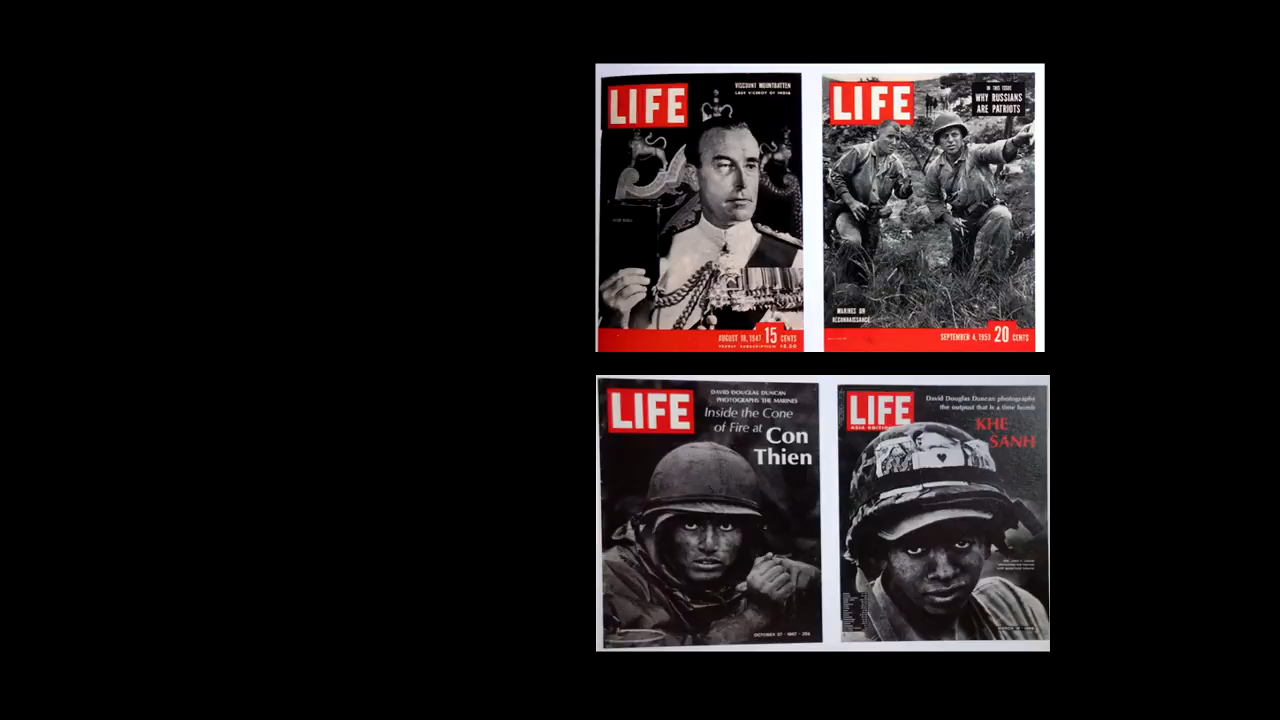 LIFE
VISCOUNT MOUNTBATTEN
LAST VICEROY OF INDIA
AUGUST 18, 1947 15 CENTS
YEARLY SUBSCRIPTION
LIFE
IN THIS ISSUE
WHY RUSSIANS
ARE PATRIOTS
MARINES ON
RECONNAISSANCE
SEPTEMBER 4, 1950 20 CENTS
LIFE
DAVID DOUGLAS DUNCAN
PHOTOGRAPHS THE MARINES
Inside the Cone
of Fire at Con
Thien
OCTOBER 27 · 1967 · 35¢
LIFE
ASIA EDITION
David Douglas Duncan photographs
the outpost that is a time bomb
KHE
SANH